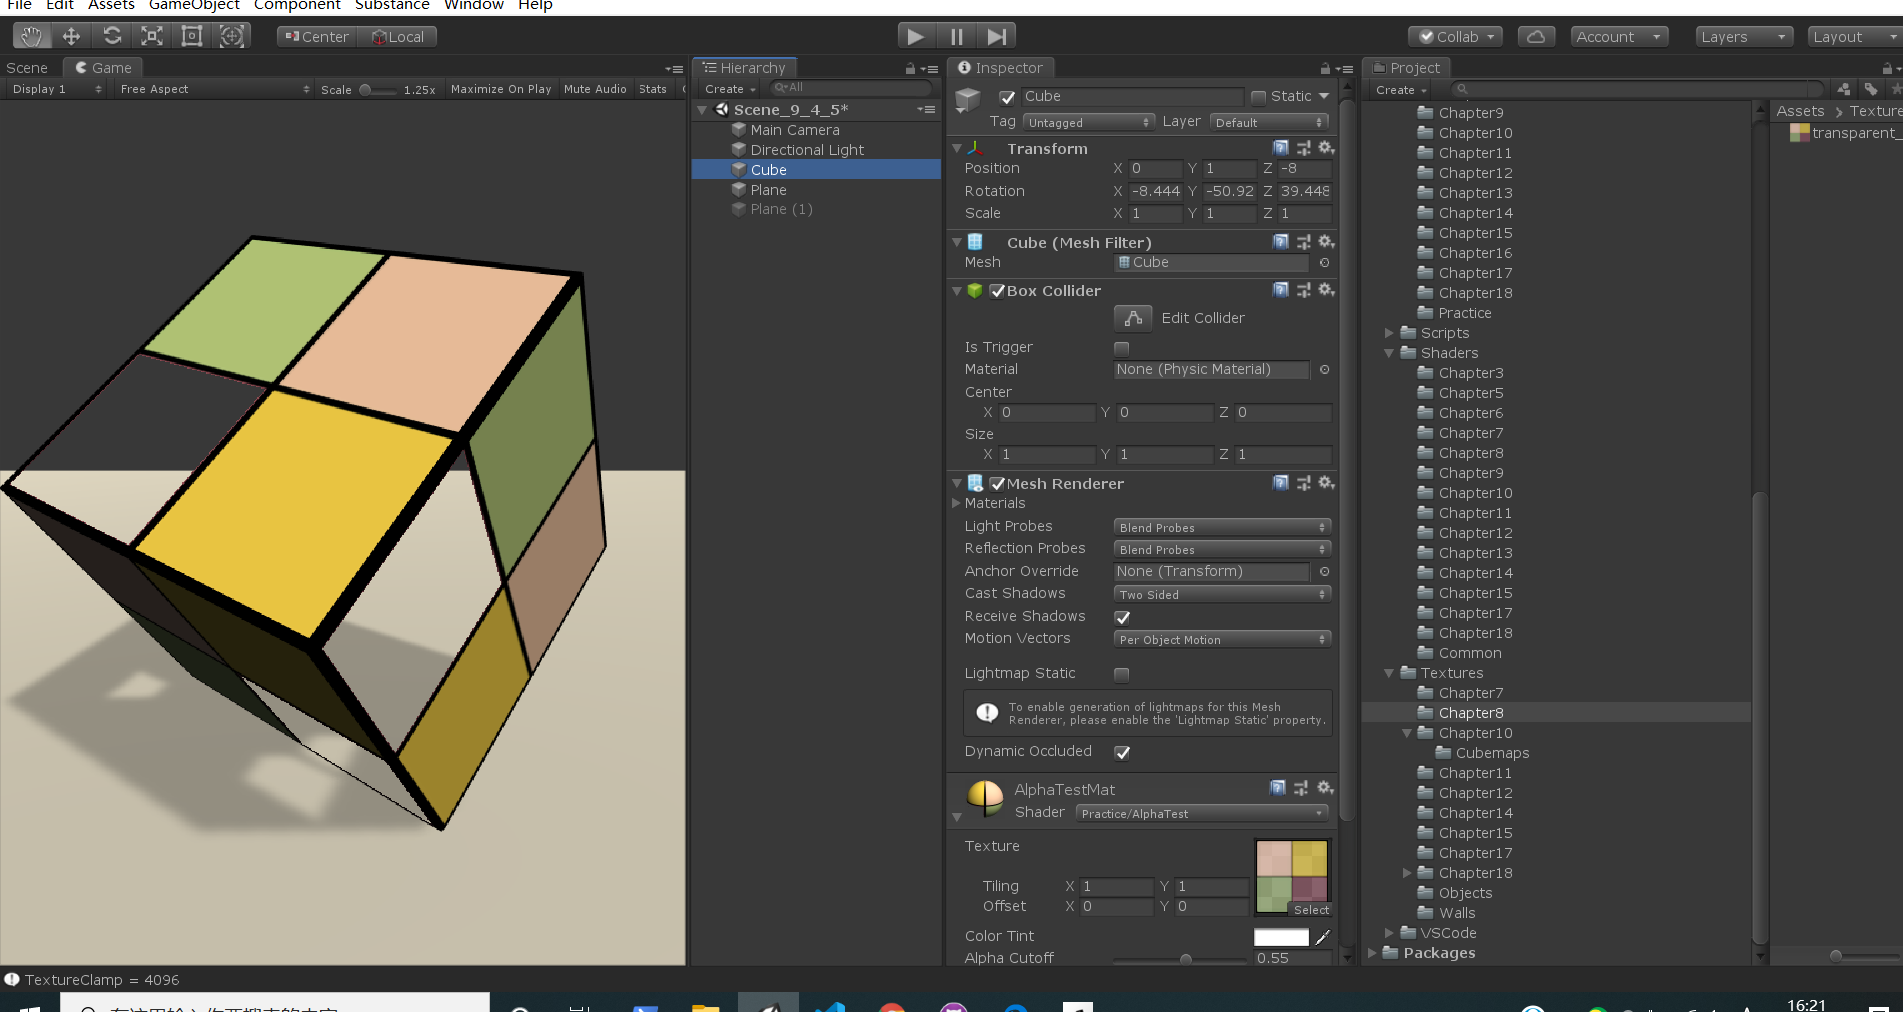 File Edit Assets GameObject Component Substance Window Help
Center Local
Collab Account Layers Layout
Scene Game
Display 1 Free Aspect Scale 1.25x Maximize On Play Mute Audio Stats
Hierarchy
Create All
Scene_9_4_5*
Main Camera
Directional Light
Cube
Plane
Plane (1)
Inspector
Cube Static
Tag Untagged Layer Default
Transform
Position X 0 Y 1 Z -8
Rotation X -8.444 Y -50.92 Z 39.448
Scale X 1 Y 1 Z 1
Cube (Mesh Filter)
Mesh Cube
Box Collider
Edit Collider
Is Trigger
Material None (Physic Material)
Center
X 0 Y 0 Z 0
Size
X 1 Y 1 Z 1
Mesh Renderer
Materials
Light Probes Blend Probes
Reflection Probes Blend Probes
Anchor Override None (Transform)
Cast Shadows Two Sided
Receive Shadows
Motion Vectors Per Object Motion
Lightmap Static
To enable generation of lightmaps for this Mesh
Renderer, please enable the 'Lightmap Static' property.
Dynamic Occluded
AlphaTestMat
Shader Practice/AlphaTest
Texture
Tiling X 1 Y 1
Offset X 0 Y 0
Select
Color Tint
Alpha Cutoff 0.55
Project
Create
Chapter9
Chapter10
Chapter11
Chapter12
Chapter13
Chapter14
Chapter15
Chapter16
Chapter17
Chapter18
Practice
Scripts
Shaders
Chapter3
Chapter5
Chapter6
Chapter7
Chapter8
Chapter9
Chapter10
Chapter11
Chapter12
Chapter13
Chapter14
Chapter15
Chapter17
Chapter18
Common
Textures
Chapter7
Chapter8
Chapter10
Cubemaps
Chapter11
Chapter12
Chapter14
Chapter15
Chapter17
Chapter18
Objects
Walls
VSCode
Packages
Assets Texture
transparent_
TextureClamp = 4096
16:21